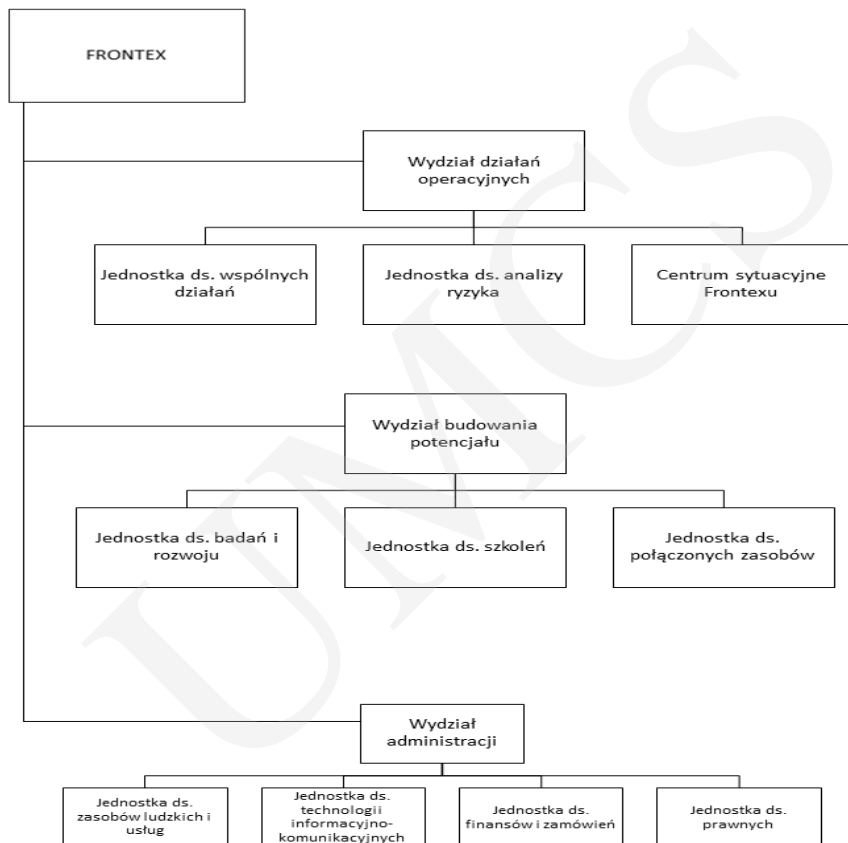 FRONTEX
Wydział działań
operacyjnych
Jednostka ds. wspólnych
działań
Jednostka ds. analizy
ryzyka
Centrum sytuacyjne
Frontexu
Wydział budowania
potencjału
Jednostka ds. badań i
rozwoju
Jednostka ds. szkoleń
Jednostka ds.
połączonych zasobów
Wydział
administracji
Jednostka ds.
zasobów ludzkich i
usług
Jednostka ds.
technologii
informacyjno-
komunikacyjnych
Jednostka ds.
finansów i zamówień
Jednostka ds.
prawnych
UMCS